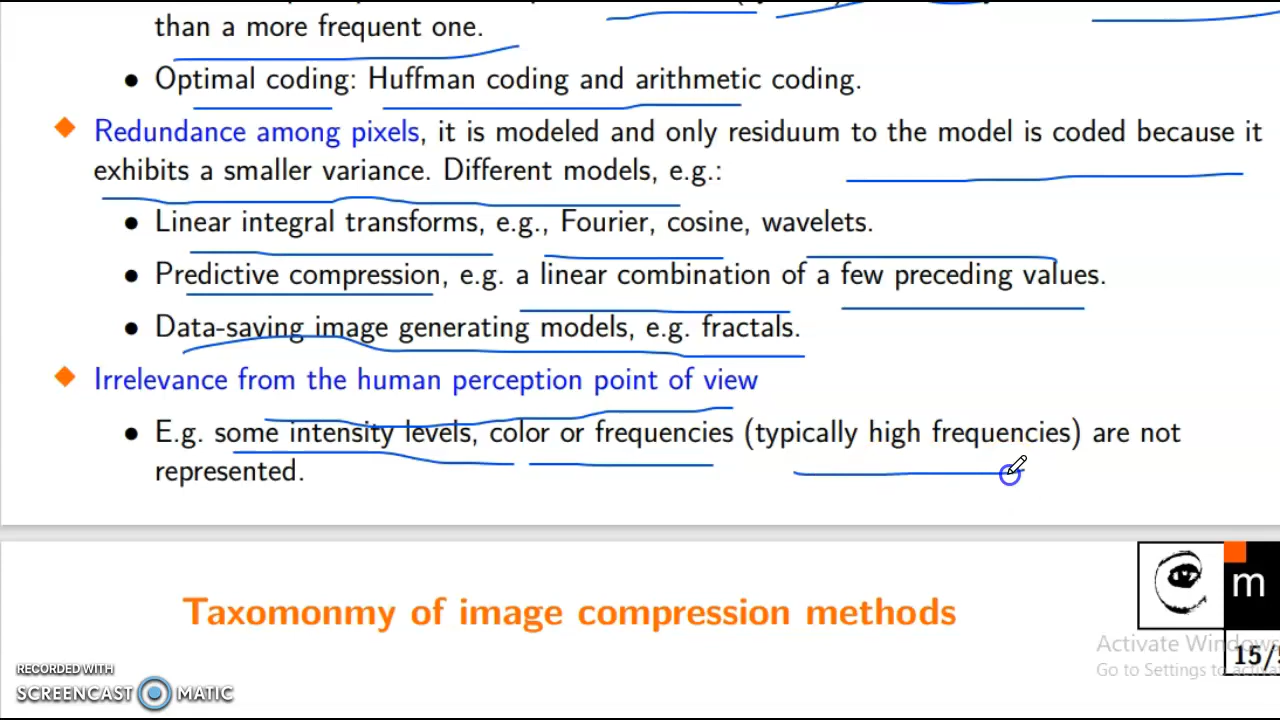 than a more frequent one.
● Optimal coding: Huffman coding and arithmetic coding.
◆ Redundance among pixels, it is modeled and only residuum to the model is coded because it
exhibits a smaller variance. Different models, e.g.:
● Linear integral transforms, e.g., Fourier, cosine, wavelets.
● Predictive compression, e.g. a linear combination of a few preceding values.
● Data-saving image generating models, e.g. fractals.
◆ Irrelevance from the human perception point of view
● E.g. some intensity levels, color or frequencies (typically high frequencies) are not
represented.
Taxomonmy of image compression methods
m
Activate Windows
15/
Go to Settings to activa
RECORDED WITH
SCREENCAST MATIC